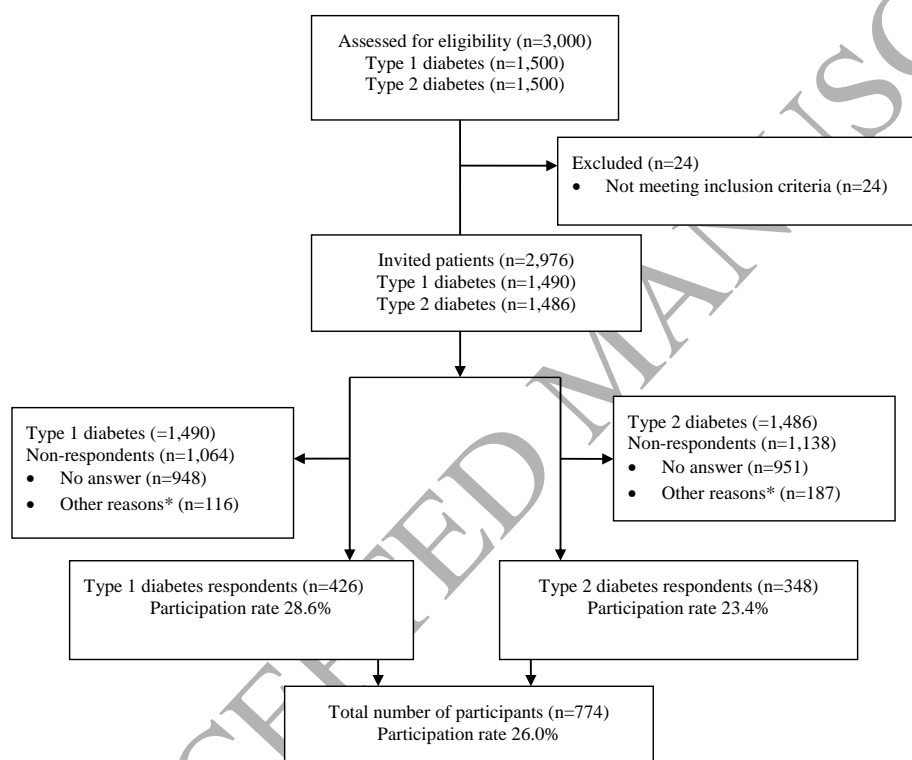 Assessed for eligibility (n=3,000)
Type 1 diabetes (n=1,500)
Type 2 diabetes (n=1,500)
Excluded (n=24)
• Not meeting inclusion criteria (n=24)
Invited patients (n=2,976)
Type 1 diabetes (n=1,490)
Type 2 diabetes (n=1,486)
Type 1 diabetes (=1,490)
Non-respondents (n=1,064)
• No answer (n=948)
• Other reasons* (n=116)
Type 2 diabetes (=1,486)
Non-respondents (n=1,138)
• No answer (n=951)
• Other reasons* (n=187)
Type 1 diabetes respondents (n=426)
Participation rate 28.6%
Type 2 diabetes respondents (n=348)
Participation rate 23.4%
Total number of participants (n=774)
Participation rate 26.0%
CEPTED MANUSC